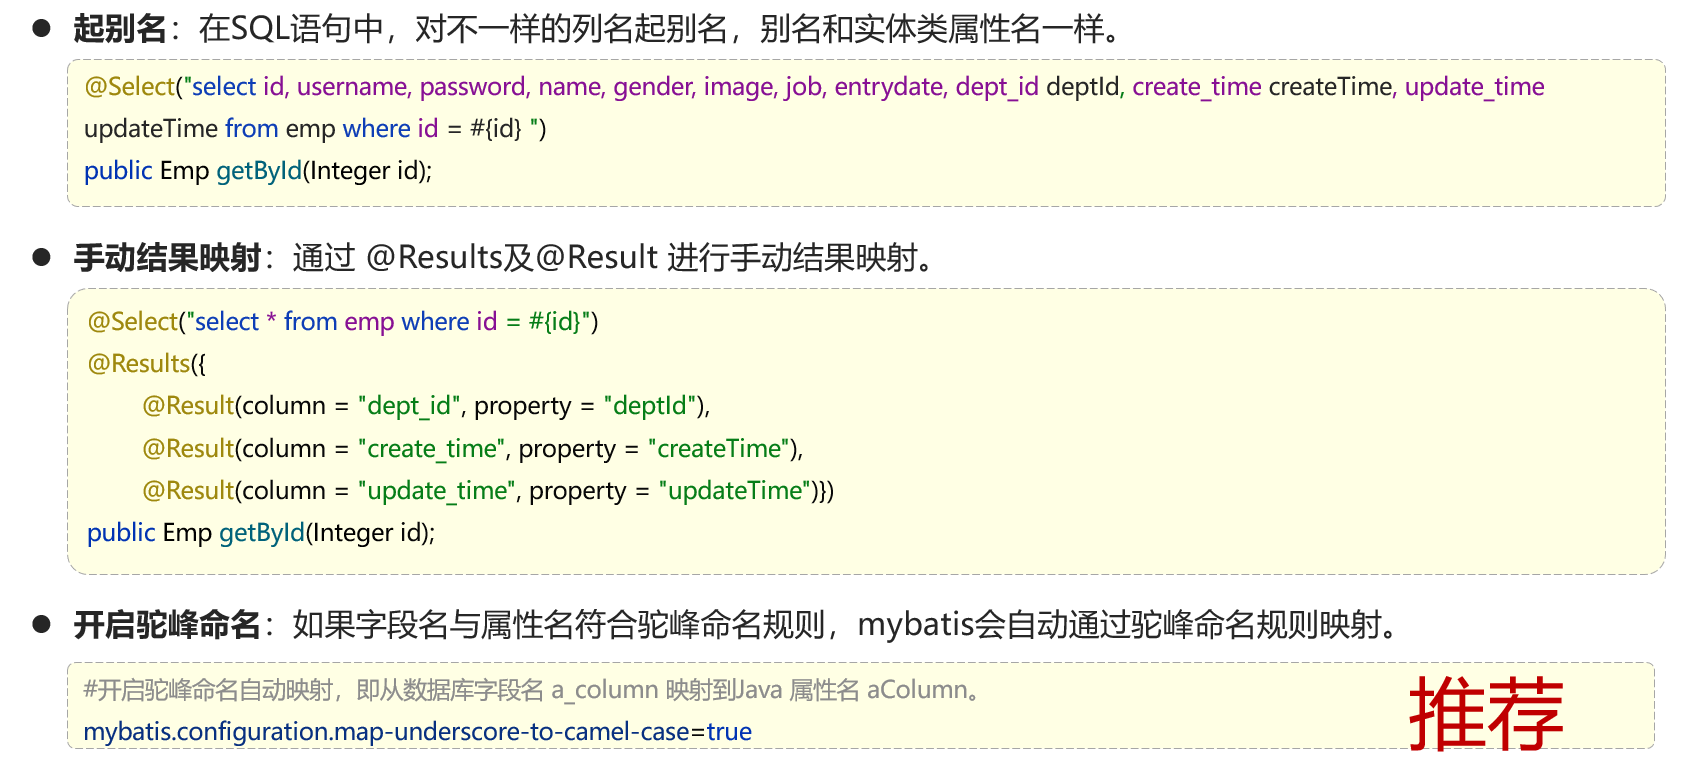 ● 起别名：在SQL语句中，对不一样的列名起别名，别名和实体类属性名一样。
@Select("select id, username, password, name, gender, image, job, entrydate, dept_id deptId, create_time createTime, update_time
updateTime from emp where id = #{id} ")
public Emp getById(Integer id);
● 手动结果映射：通过 @Results及@Result 进行手动结果映射。
@Select("select * from emp where id = #{id}")
@Results({
@Result(column = "dept_id", property = "deptId"),
@Result(column = "create_time", property = "createTime"),
@Result(column = "update_time", property = "updateTime")})
public Emp getById(Integer id);
● 开启驼峰命名：如果字段名与属性名符合驼峰命名规则，mybatis会自动通过驼峰命名规则映射。
#开启驼峰命名自动映射，即从数据库字段名 a_column 映射到Java 属性名 aColumn。
mybatis.configuration.map-underscore-to-camel-case=true
推荐